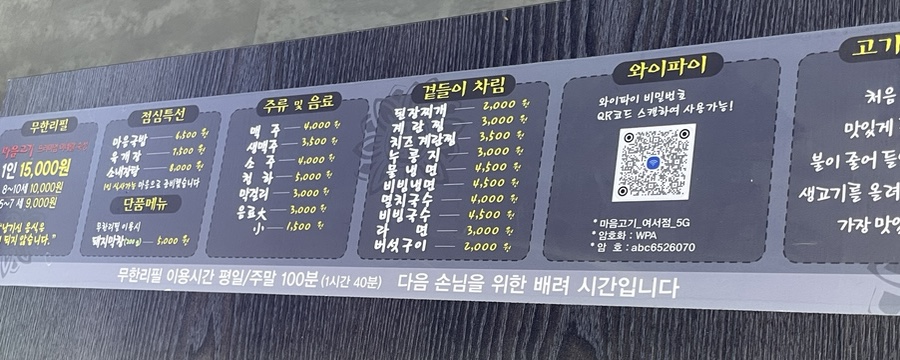 무한리필
1인 15,000원
8~10세 10,000원
5~7세 9,000원
점심특선
마음국밥 — 6,500 원
육개장 — 7,500 원
소내장탕 — 8,000 원
단품메뉴
무한리필 이용시
돼지막창(200g) — 5,000 원
주류 및 음료
맥 주 — 4,000 원
생맥주 — 3,500 원
소 주 — 4,000 원
청 하 — 5,000 원
막걸리 — 3,000 원
음료大 — 3,000 원
小 — 1,500 원
곁들이 차림
된장찌개 — 2,000 원
계란찜 — 3,000 원
치즈계란찜 — 3,500 원
누룽지 — 3,000 원
물냉면 — 4,500 원
비빔냉면 — 4,500 원
멸치국수 — 4,000 원
비빔국수 — 4,500 원
라 면 — 3,000 원
버섯구이 — 2,000 원
와이파이
와이파이 비밀번호
QR코드 스캔하여 사용가능!
* 마음고기_여서점_5G
* 암호화 : WPA
* 암 호 : abc6526070
고기
처음
맛있게
불이 줄어들
생고기를 올려
가장 맛있
무한리필 이용시간 평일/주말 100분 (1시간 40분) 다음 손님을 위한 배려 시간입니다